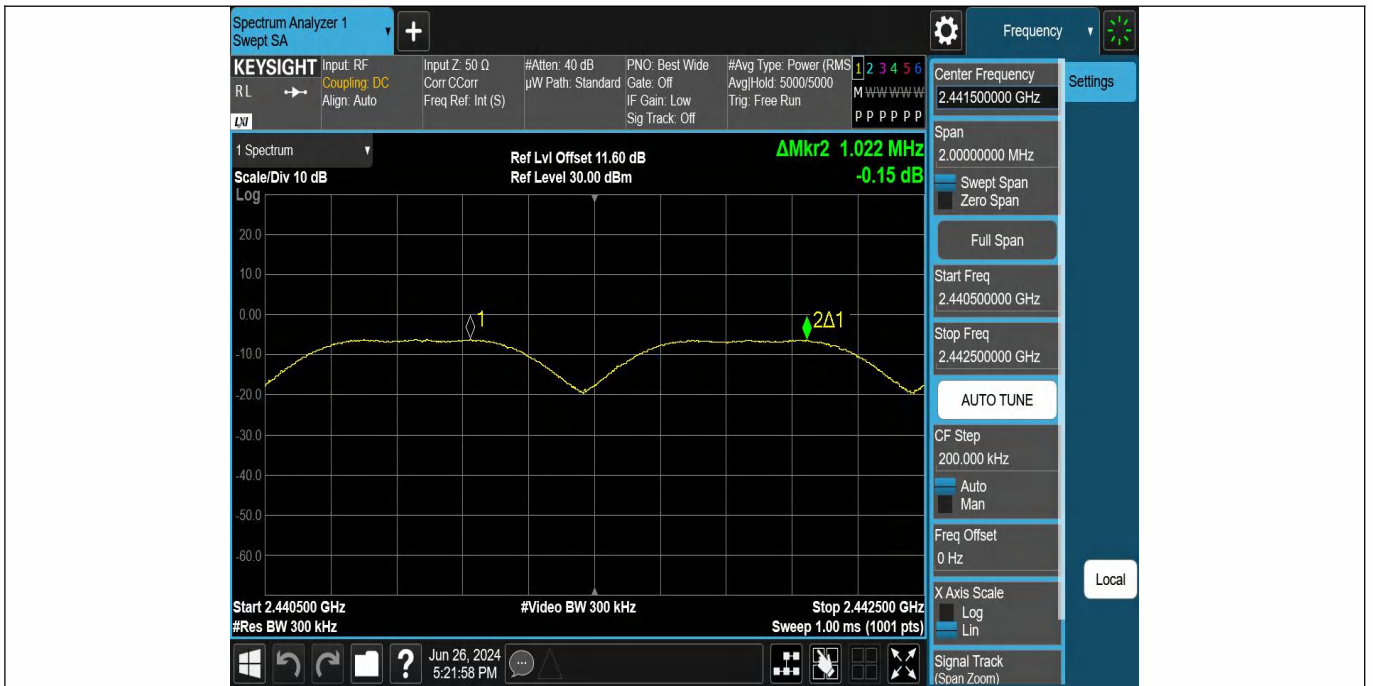 Spectrum Analyzer 1
Swept SA
+
Frequency
KEYSIGHT
RL
LXI
Input: RF
Coupling: DC
Align: Auto
Input Z: 50 Ω
Corr CCorr
Freq Ref: Int (S)
#Atten: 40 dB
µW Path: Standard
PNO: Best Wide
Gate: Off
IF Gain: Low
Sig Track: Off
#Avg Type: Power (RMS
Avg|Hold: 5000/5000
Trig: Free Run
1 2 3 4 5 6
M W W W W W
P P P P P P
1 Spectrum
Scale/Div 10 dB
Log
Ref Lvl Offset 11.60 dB
Ref Level 30.00 dBm
ΔMkr2 1.022 MHz
-0.15 dB
20.0
10.0
0.00
-10.0
-20.0
-30.0
-40.0
-50.0
-60.0
1
2Δ1
Start 2.440500 GHz
#Res BW 300 kHz
#Video BW 300 kHz
Stop 2.442500 GHz
Sweep 1.00 ms (1001 pts)
Center Frequency
2.441500000 GHz
Settings
Span
2.00000000 MHz
Swept Span
Zero Span
Full Span
Start Freq
2.440500000 GHz
Stop Freq
2.442500000 GHz
AUTO TUNE
CF Step
200.000 kHz
Auto
Man
Freq Offset
0 Hz
X Axis Scale
Log
Lin
Signal Track
(Span Zoom)
Local
?
Jun 26, 2024
5:21:58 PM